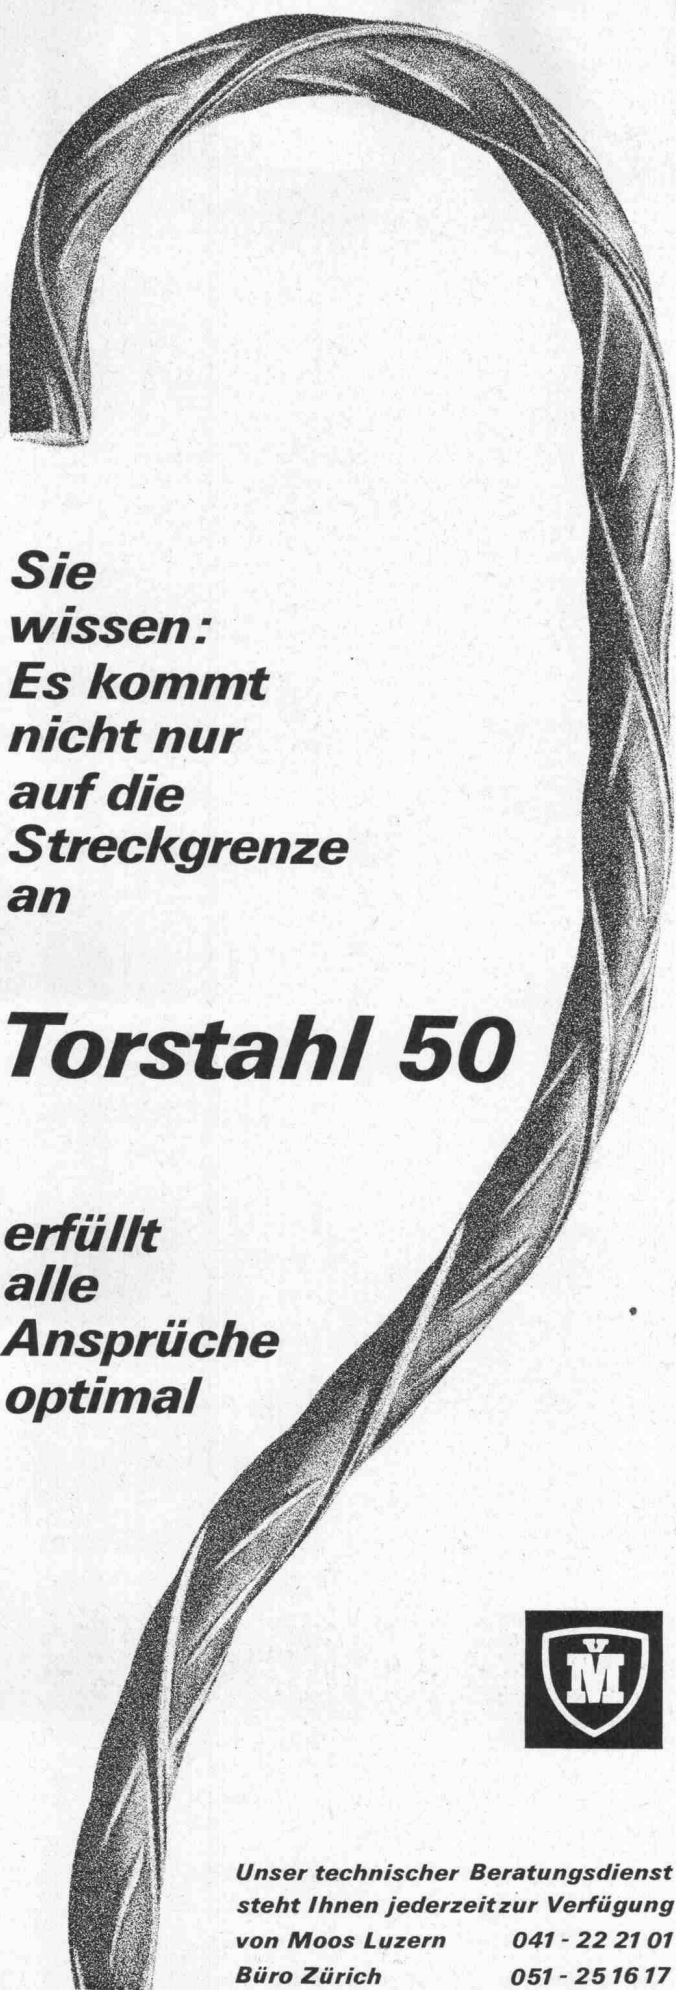 Sie
wissen:
Es kommt
nicht nur
auf die
Streckgrenze
an
Torstahl 50
erfüllt
alle
Ansprüche
optimal
v
M
Unser technischer Beratungsdienst
steht Ihnen jederzeit zur Verfügung
von Moos Luzern 041 - 22 21 01
Büro Zürich 051 - 25 16 17